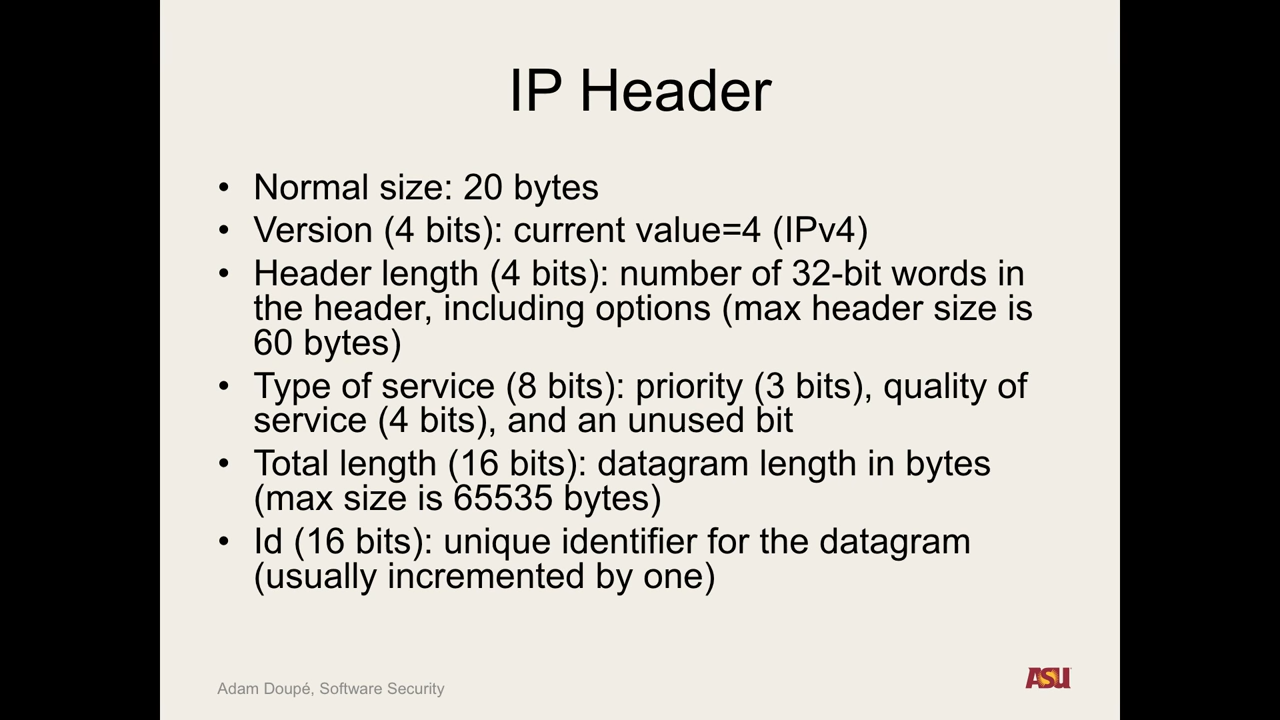 IP Header
• Normal size: 20 bytes
• Version (4 bits): current value=4 (IPv4)
• Header length (4 bits): number of 32-bit words in
the header, including options (max header size is
60 bytes)
• Type of service (8 bits): priority (3 bits), quality of
service (4 bits), and an unused bit
• Total length (16 bits): datagram length in bytes
(max size is 65535 bytes)
• Id (16 bits): unique identifier for the datagram
(usually incremented by one)
Adam Doupé, Software Security
ASU